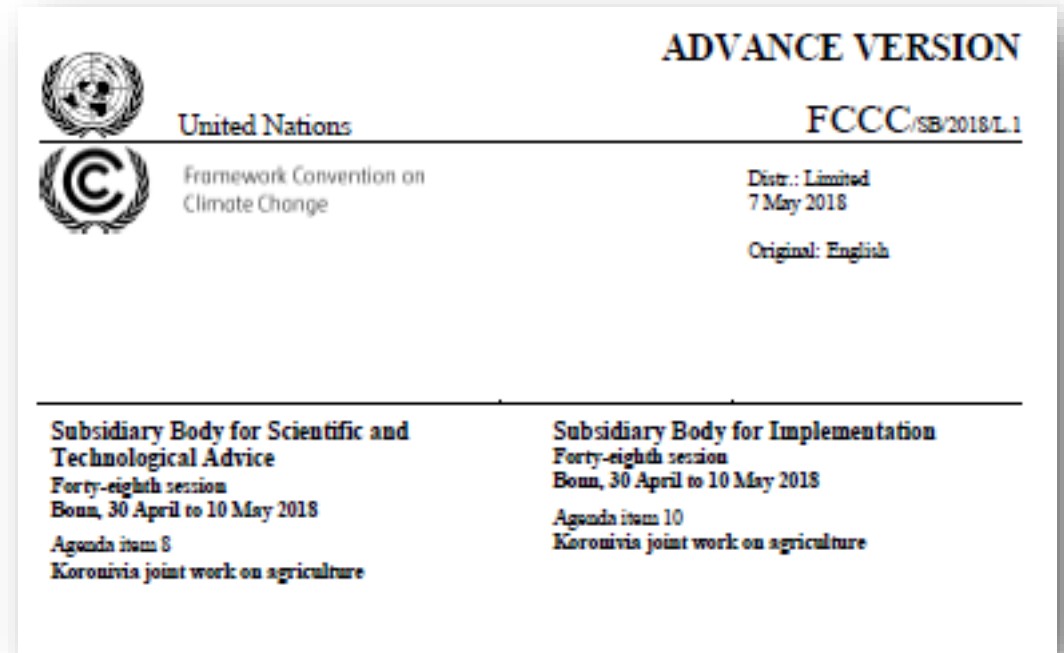 ADVANCE VERSION
United Nations
FCCC/SB/2018/L.1
Framework Convention on
Climate Change
Distr.: Limited
7 May 2018
Original: English
Subsidiary Body for Scientific and
Technological Advice
Forty-eighth session
Bonn, 30 April to 10 May 2018
Agenda item 8
Koronivia joint work on agriculture
Subsidiary Body for Implementation
Forty-eighth session
Bonn, 30 April to 10 May 2018
Agenda item 10
Koronivia joint work on agriculture